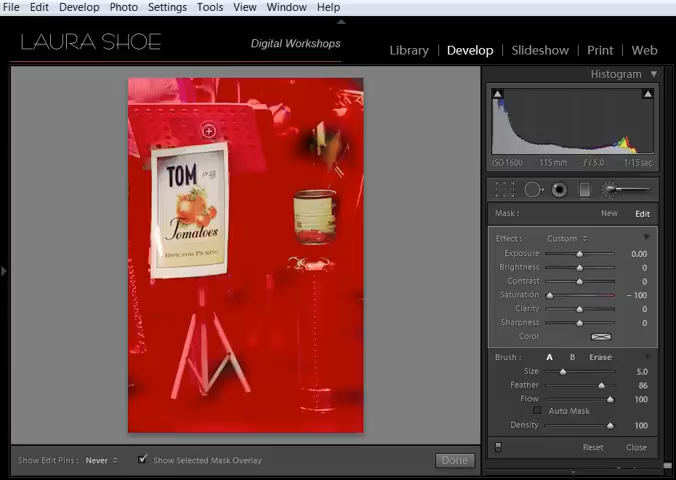 File Edit Develop Photo Settings Tools View Window Help
LAURA SHOE
Digital Workshops
Library | Develop | Slideshow | Print | Web
Histogram
ISO 1600 115 mm f / 5.0 1/15 sec
TOM
Tomatoes
RIPE FOR PICKING
Mask : New Edit
Effect : Custom
Exposure 0.00
Brightness 0
Contrast 0
Saturation – 100
Clarity 0
Sharpness 0
Color
Brush : A B Erase
Size 5.0
Feather 86
Flow 100
Auto Mask
Density 100
Reset Close
Show Edit Pins : Never
Show Selected Mask Overlay
Done